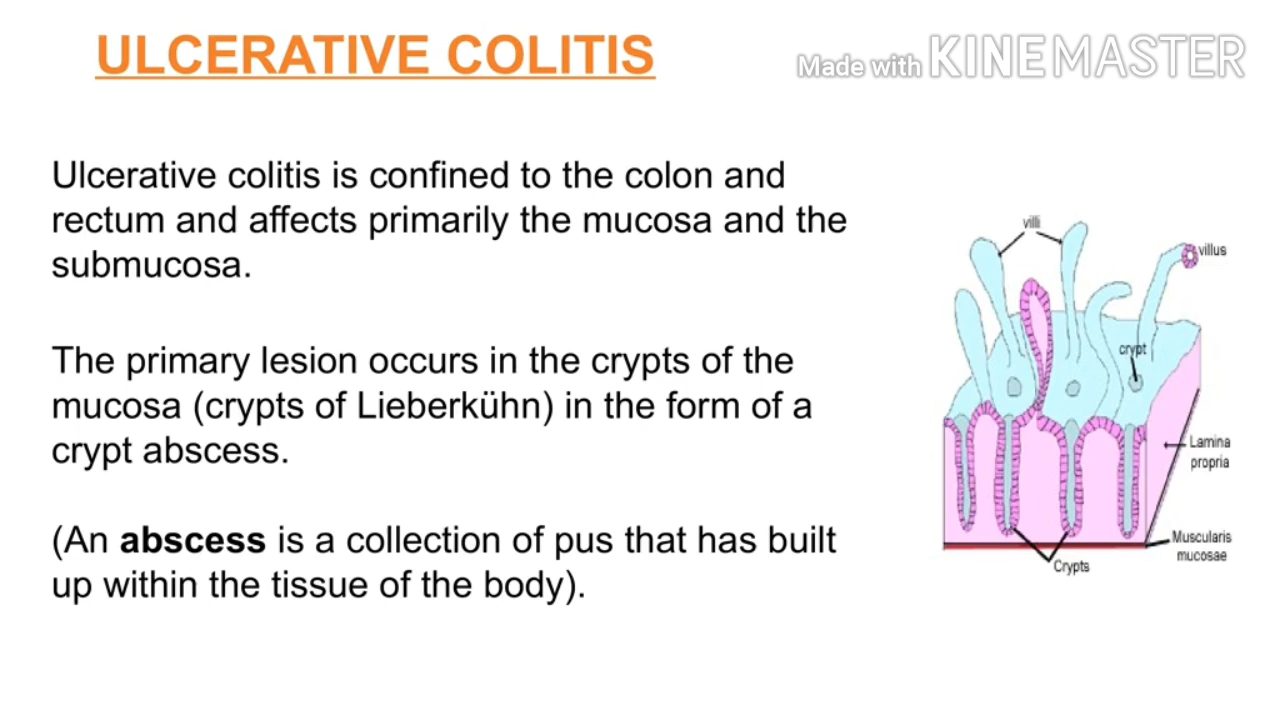 ULCERATIVE COLITIS
Made with KINEMASTER
Ulcerative colitis is confined to the colon and
rectum and affects primarily the mucosa and the
submucosa.
The primary lesion occurs in the crypts of the
mucosa (crypts of Lieberkühn) in the form of a
crypt abscess.
(An abscess is a collection of pus that has built
up within the tissue of the body).
villi
villus
crypt
Lamina
propria
Muscularis
mucosae
Crypts